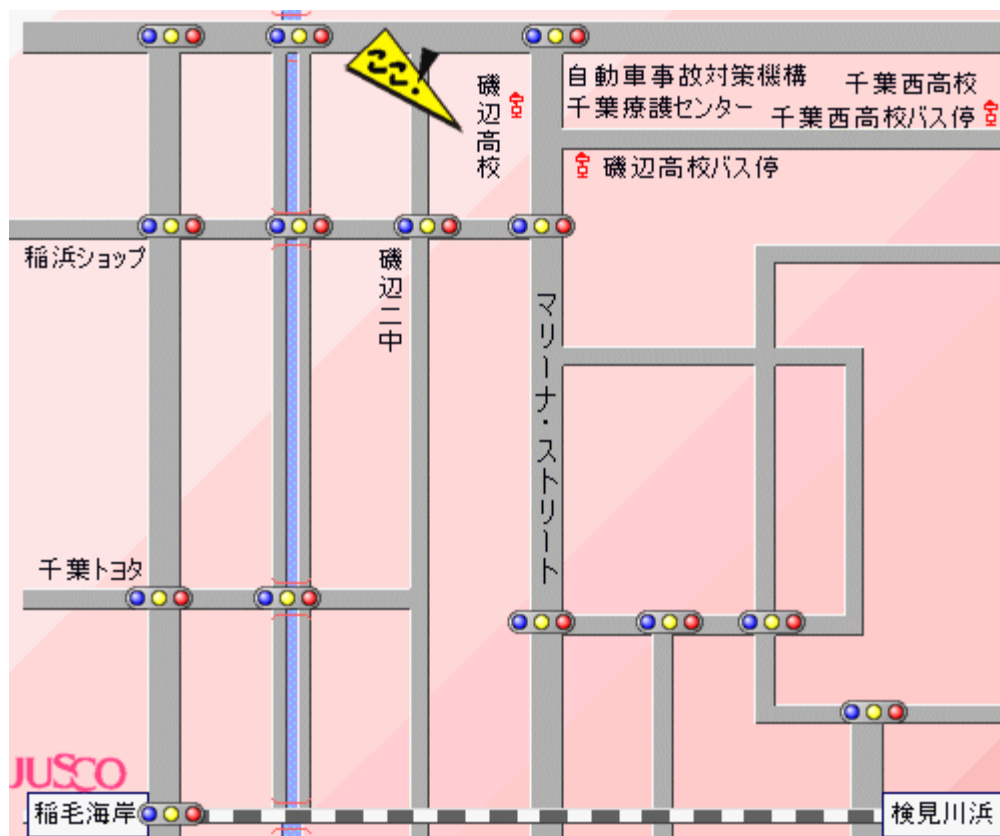 ここ!
磯辺高校
自動車事故対策機構
千葉療護センター
千葉西高校
千葉西高校バス停
磯辺高校バス停
稲浜ショップ
磯辺二中
マリーナ・ストリート
千葉トヨタ
JUSCO
稲毛海岸
検見川浜